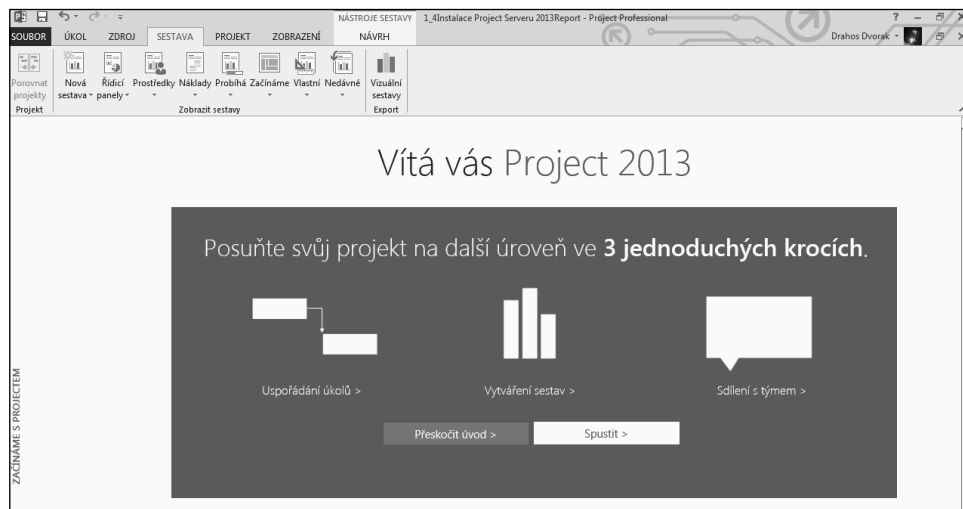 NÁSTROJE SESTAVY
1_4Instalace Project Serveru 2013Report - Project Professional
?
SOUBOR ÚKOL ZDROJ SESTAVA PROJEKT ZOBRAZENÍ NÁVRH
Drahos Dvorak
Porovnat projekty
Nová sestava
Řídicí panely
Prostředky
Náklady
Probíhá
Začínáme
Vlastní
Nedávné
Vizuální sestavy
Projekt
Zobrazit sestavy
Export
Vítá vás Project 2013
Posuňte svůj projekt na další úroveň ve 3 jednoduchých krocích.
Uspořádání úkolů >
Vytváření sestav >
Sdílení s týmem >
Přeskočit úvod >
Spustit >
ZAČÍNÁME S PROJECTEM